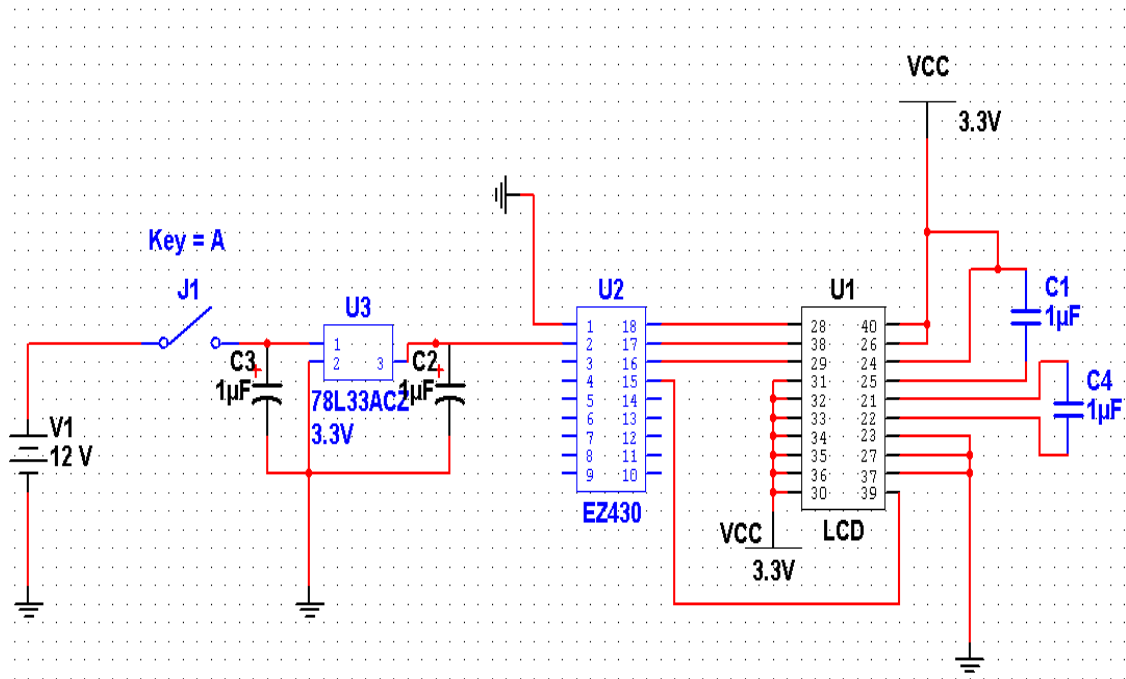 VCC
3.3V
Key = A
J1
U3
1
2
3
78L33ACZ
3.3V
C3
+
1µF
C2
+
1µF
V1
12 V
U2
1
2
3
4
5
6
7
8
9
18
17
16
15
14
13
12
11
10
EZ430
U1
28
38
29
31
32
33
34
35
36
30
40
26
24
25
21
22
23
27
37
39
LCD
VCC
3.3V
C1
1µF
C4
1µF